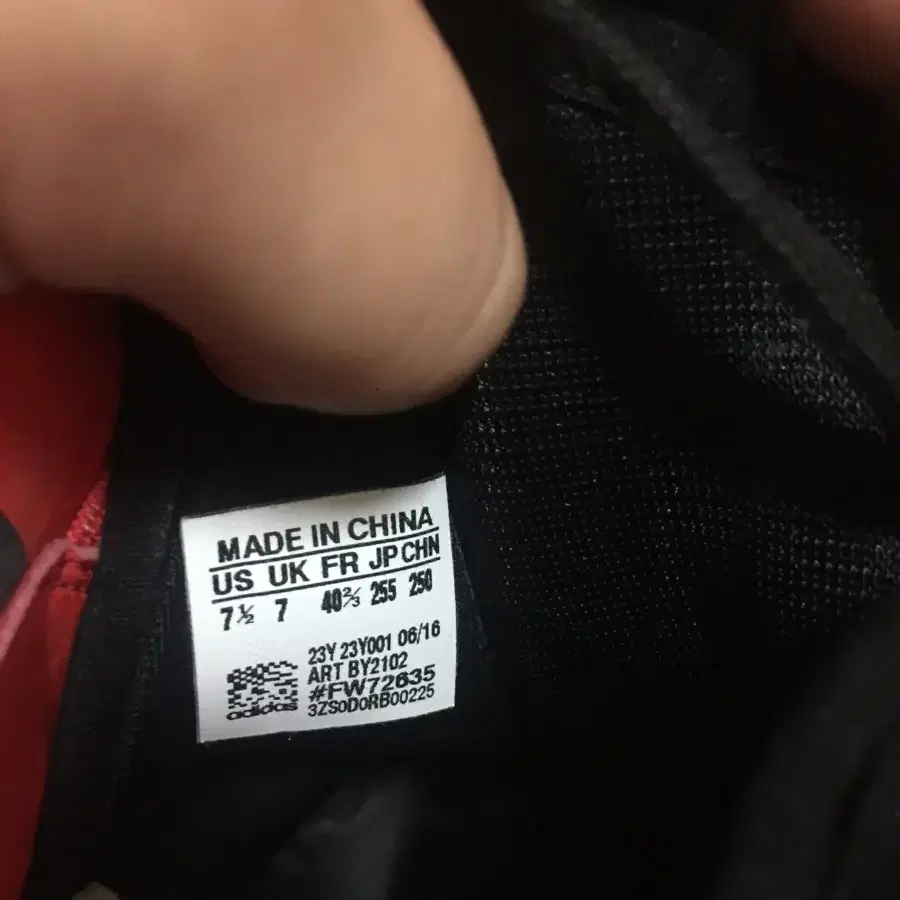 MADE IN CHINA
US UK FR JP CHN
7½ 7 40⅔ 255 250
23Y 23Y001 06/16
ART BY2102
#FW72635
adidas 3ZS0D0RB00225